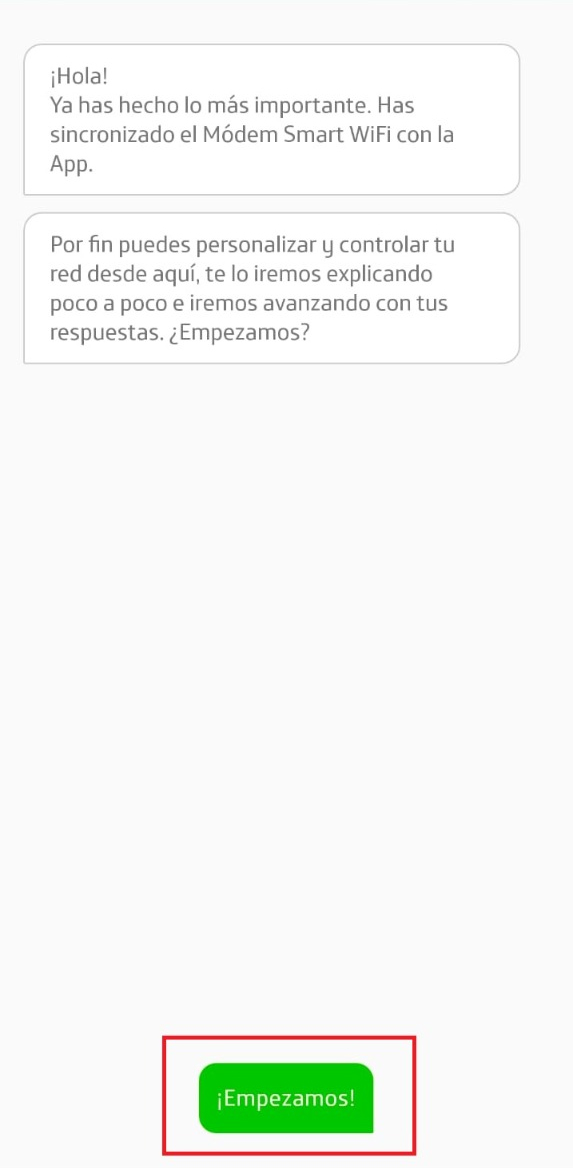 ¡Hola!
Ya has hecho lo más importante. Has
sincronizado el Módem Smart WiFi con la
App.
Por fin puedes personalizar y controlar tu
red desde aquí, te lo iremos explicando
poco a poco e iremos avanzando con tus
respuestas. ¿Empezamos?
¡Empezamos!